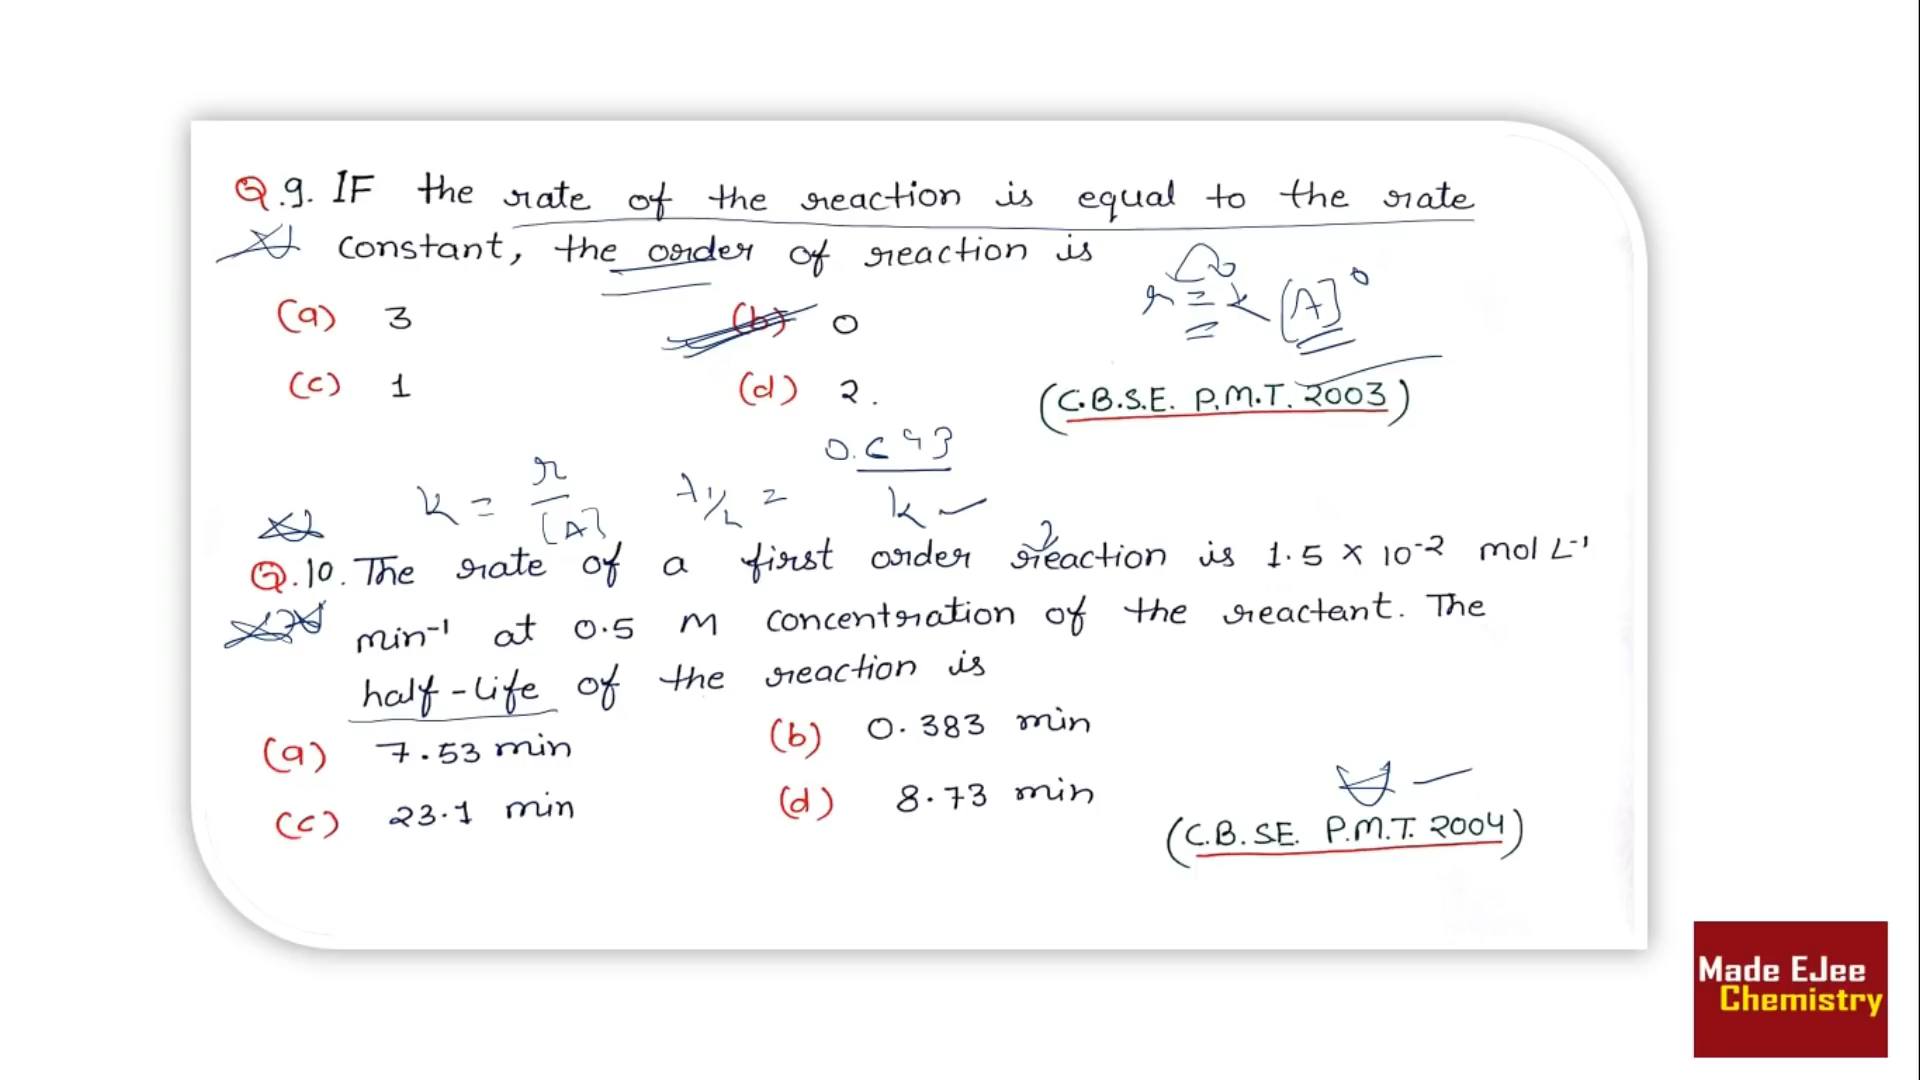 Q.9. IF the rate of the reaction is equal to the rate
constant, the order of reaction is
r = k [A]⁰
(a) 3 (b) 0
(c) 1 (d) 2.
(C.B.S.E. P.M.T. 2003)
k = r/[A] t1/2 = 0.693/k
Q.10. The rate of a first order reaction is 1.5 × 10⁻² mol L⁻¹
min⁻¹ at 0.5 M concentration of the reactant. The
half-life of the reaction is
(a) 7.53 min (b) 0.383 min
(c) 23.1 min (d) 8.73 min
(C.B.SE. P.M.T. 2004)
Made EJee
Chemistry